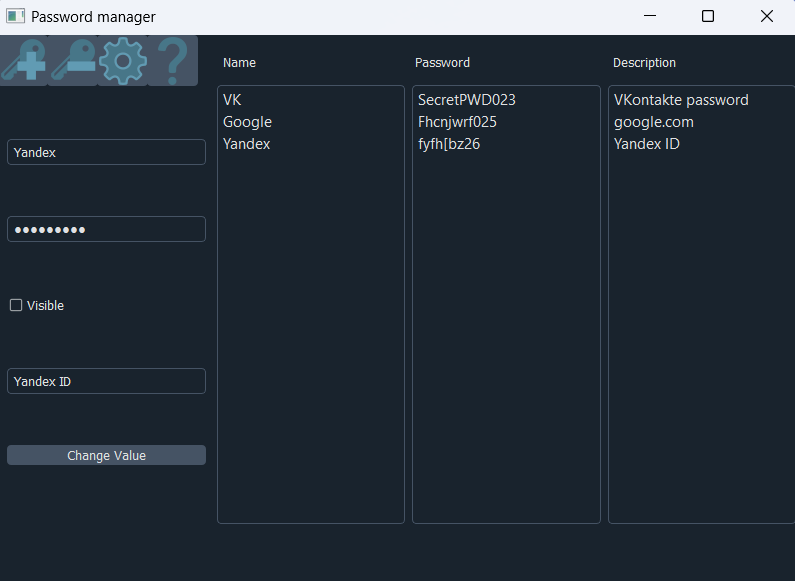 Password manager
Name
Password
Description
VK
SecretPWD023
VKontakte password
Google
Fhcnjwrf025
google.com
Yandex
fyfh[bz26
Yandex ID
Yandex
●●●●●●●●●
Visible
Yandex ID
Change Value